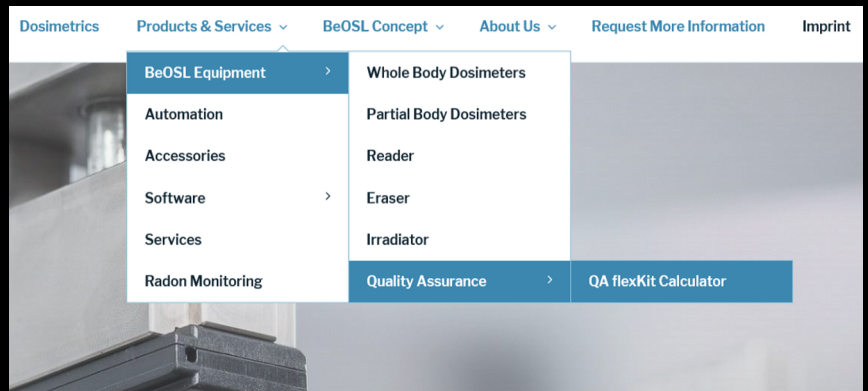 Dosimetrics Products & Services BeOSL Concept About Us Request More Information Imprint
BeOSL Equipment Whole Body Dosimeters
Automation Partial Body Dosimeters
Accessories Reader
Software Eraser
Services Irradiator
Radon Monitoring Quality Assurance QA flexKit Calculator